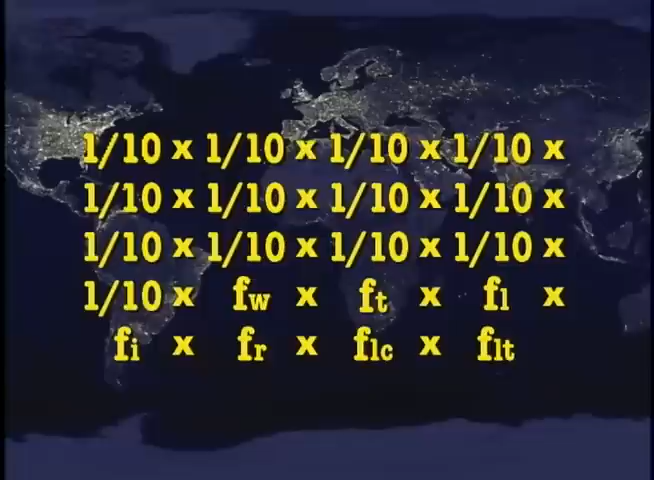 1/10 x 1/10 x 1/10 x 1/10 x
1/10 x 1/10 x 1/10 x 1/10 x
1/10 x 1/10 x 1/10 x 1/10 x
1/10 x fw x ft x fl x
fi x fr x flc x flt